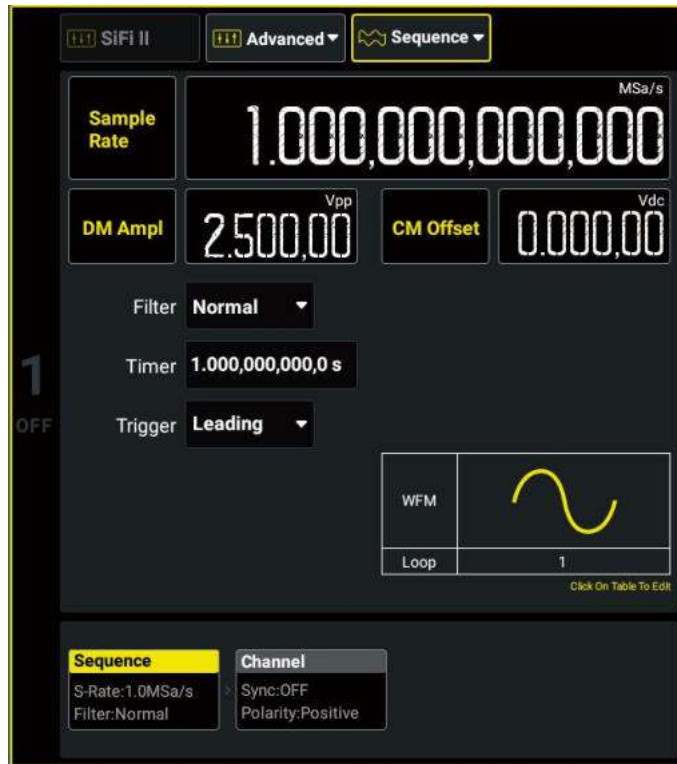 SiFi II
Advanced
Sequence
MSa/s
Sample
Rate
1.000,000,000,000
DM Ampl
Vpp
2.500,00
CM Offset
Vdc
0.000,00
Filter
Normal
Timer
1.000,000,000,0 s
Trigger
Leading
1
OFF
WFM
Loop
1
Click On Table To Edit
Sequence
S-Rate:1.0MSa/s
Filter:Normal
Channel
Sync:OFF
Polarity:Positive